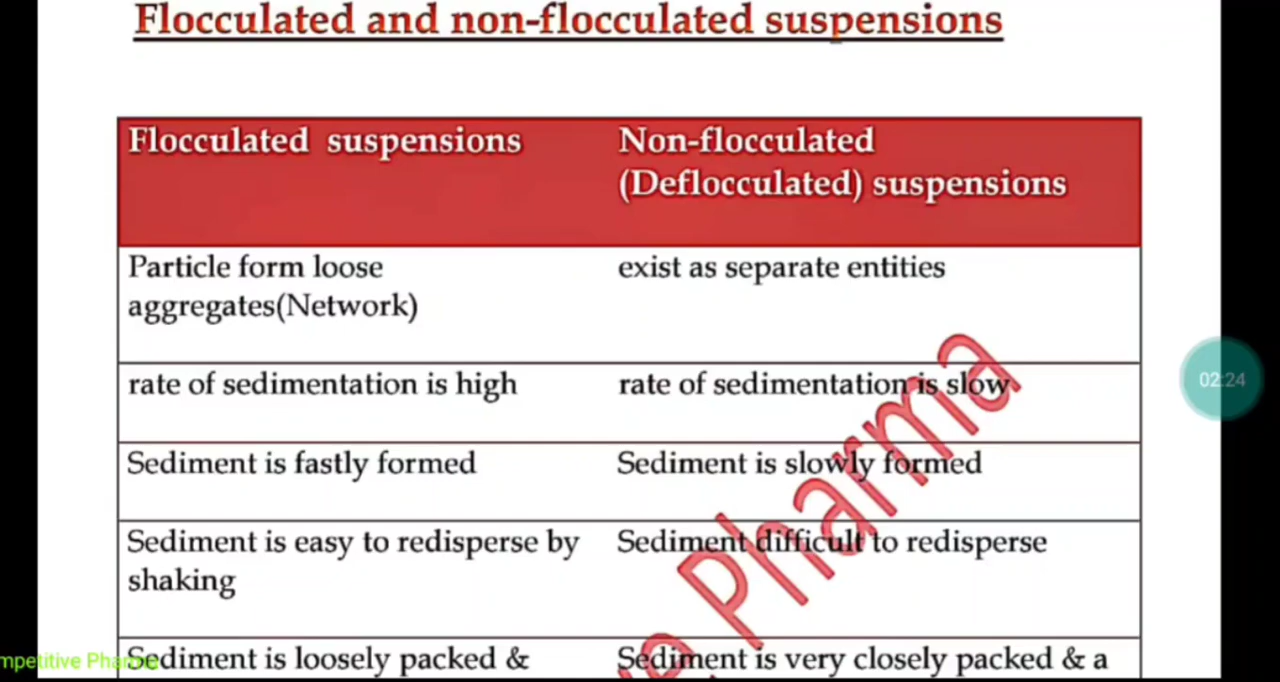 Flocculated and non-flocculated suspensions
Flocculated suspensions
Non-flocculated
(Deflocculated) suspensions
Particle form loose
aggregates(Network)
exist as separate entities
rate of sedimentation is high
rate of sedimentation is slow
Sediment is fastly formed
Sediment is slowly formed
Sediment is easy to redisperse by
shaking
Sediment difficult to redisperse
Sediment is loosely packed &
Sediment is very closely packed & a
Pharma
02:24
mpetitive Pharma